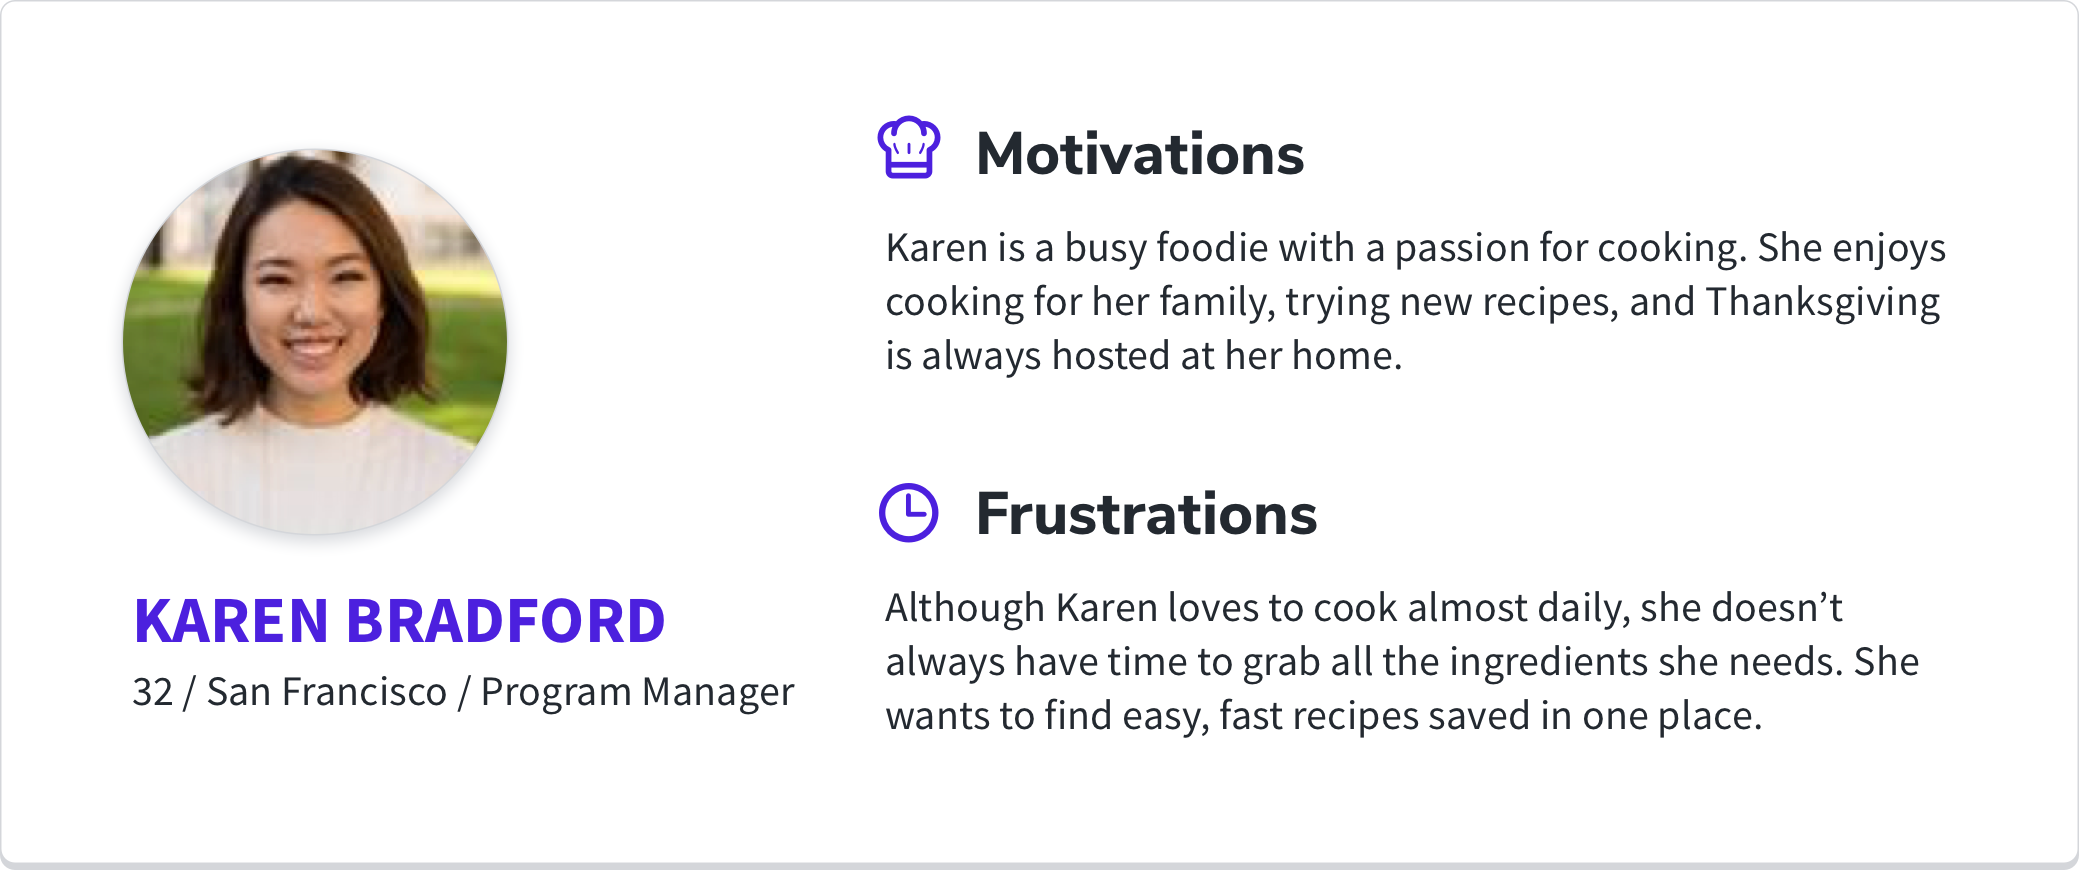 KAREN BRADFORD
32 / San Francisco / Program Manager
Motivations
Karen is a busy foodie with a passion for cooking. She enjoys
cooking for her family, trying new recipes, and Thanksgiving
is always hosted at her home.
Frustrations
Although Karen loves to cook almost daily, she doesn’t
always have time to grab all the ingredients she needs. She
wants to find easy, fast recipes saved in one place.